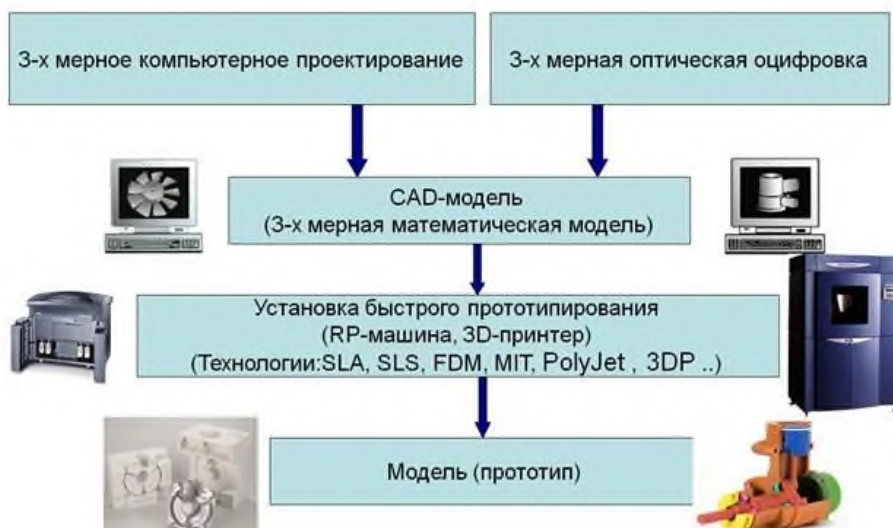 3-х мерное компьютерное проектирование
3-х мерная оптическая оцифровка
CAD-модель
(3-х мерная математическая модель)
Установка быстрого прототипирования
(RP-машина, 3D-принтер)
(Технологии:SLA, SLS, FDM, MIT, PolyJet , 3DP ..)
Модель (прототип)